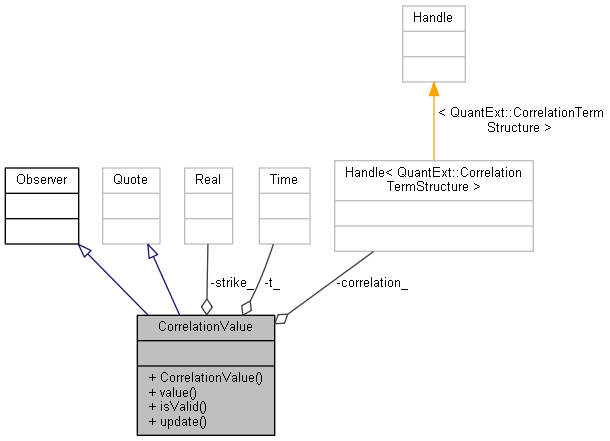 Handle
< QuantExt::CorrelationTerm
Structure >
Observer
Quote
Real
Time
Handle< QuantExt::Correlation
TermStructure >
-strike_
-t_
-correlation_
CorrelationValue
+ CorrelationValue()
+ value()
+ isValid()
+ update()